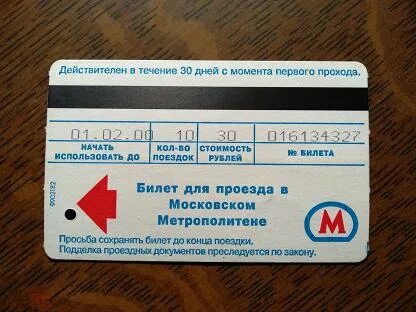 Действителен в течение 30 дней с момента первого прохода.
01.02.00 10 30 016134327
НАЧАТЬ ИСПОЛЬЗОВАТЬ ДО
КОЛ-ВО ПОЕЗДОК
СТОИМОСТЬ РУБЛЕЙ
№ БИЛЕТА
9902182
Билет для проезда в
Московском
Метрополитене
М
Просьба сохранять билет до конца поездки.
Подделка проездных документов преследуется по закону.